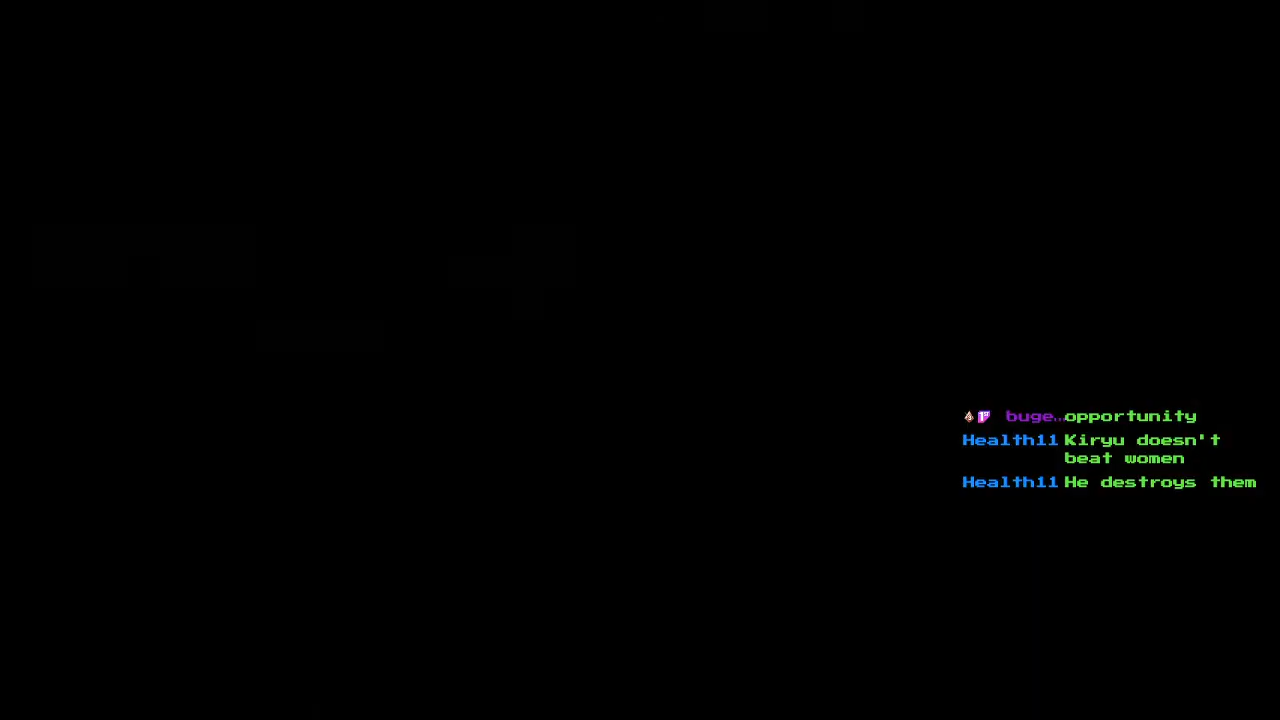 buge...opportunity
Health11 Kiryu doesn't
beat women
Health11 He destroys them